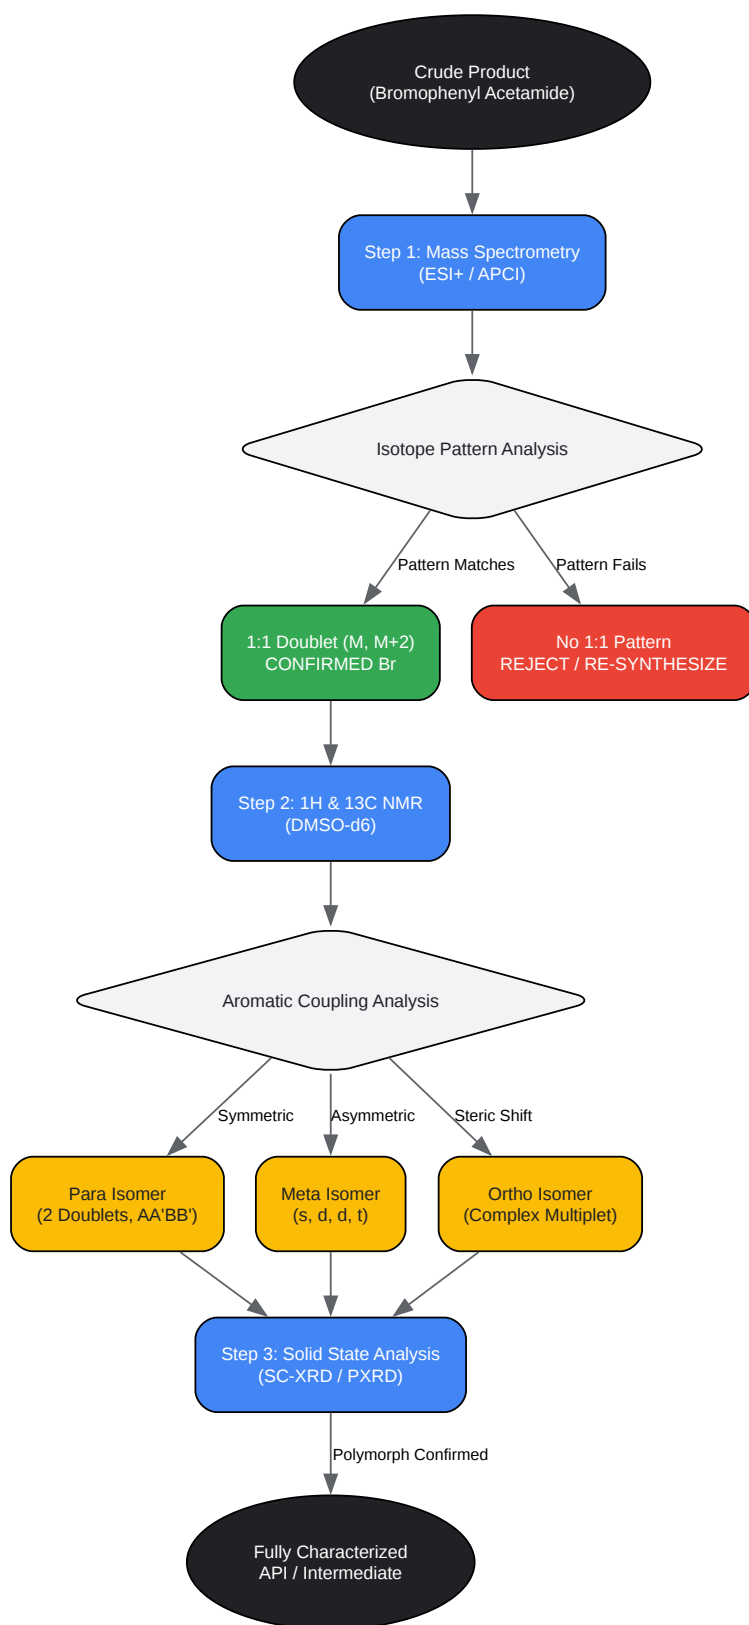 Crude Product
(Bromophenyl Acetamide)
Step 1: Mass Spectrometry
(ESI+ / APCI)
Isotope Pattern Analysis
Pattern Matches
Pattern Fails
1:1 Doublet (M, M+2)
CONFIRMED Br
No 1:1 Pattern
REJECT / RE-SYNTHESIZE
Step 2: 1H & 13C NMR
(DMSO-d6)
Aromatic Coupling Analysis
Symmetric
Asymmetric
Steric Shift
Para Isomer
(2 Doublets, AA'BB')
Meta Isomer
(s, d, d, t)
Ortho Isomer
(Complex Multiplet)
Step 3: Solid State Analysis
(SC-XRD / PXRD)
Polymorph Confirmed
Fully Characterized
API / Intermediate